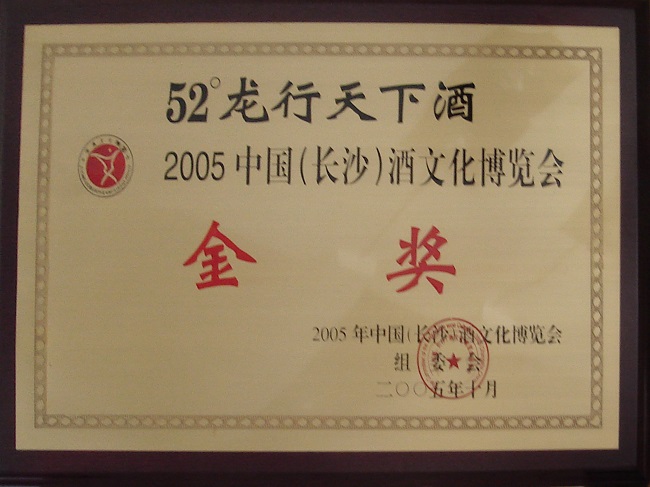 52°龙行天下酒
2005中国(长沙)酒文化博览会
金 奖
2005年中国(长沙)酒文化博览会
组 委 会
二〇〇五年十月